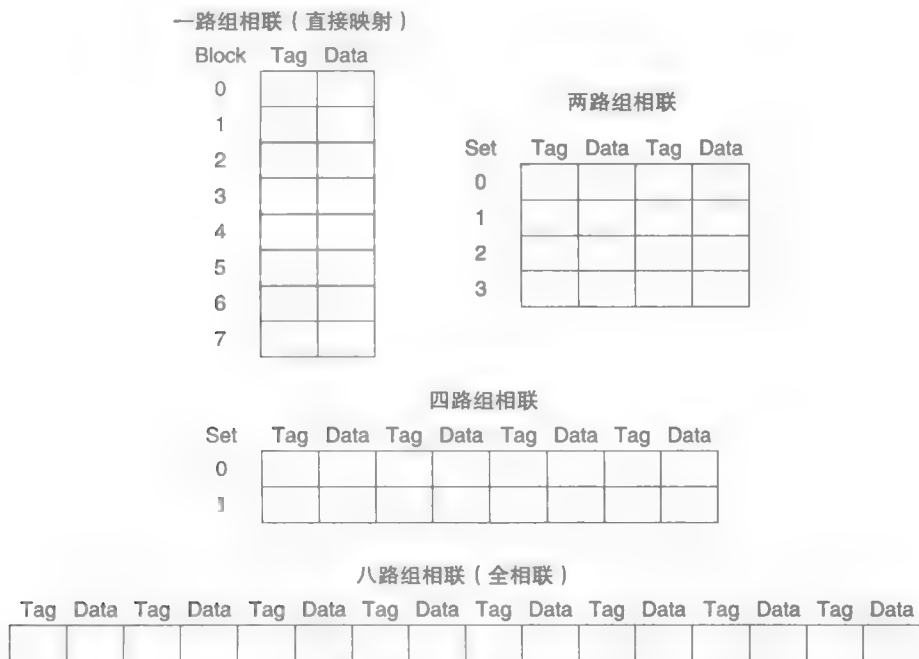 一路组相联（直接映射）
Block Tag Data
0
1
2
3
4
5
6
7
两路组相联
Set Tag Data Tag Data
0
1
2
3
四路组相联
Set Tag Data Tag Data Tag Data Tag Data
0
1
八路组相联（全相联）
Tag Data Tag Data Tag Data Tag Data Tag Data Tag Data Tag Data Tag Data